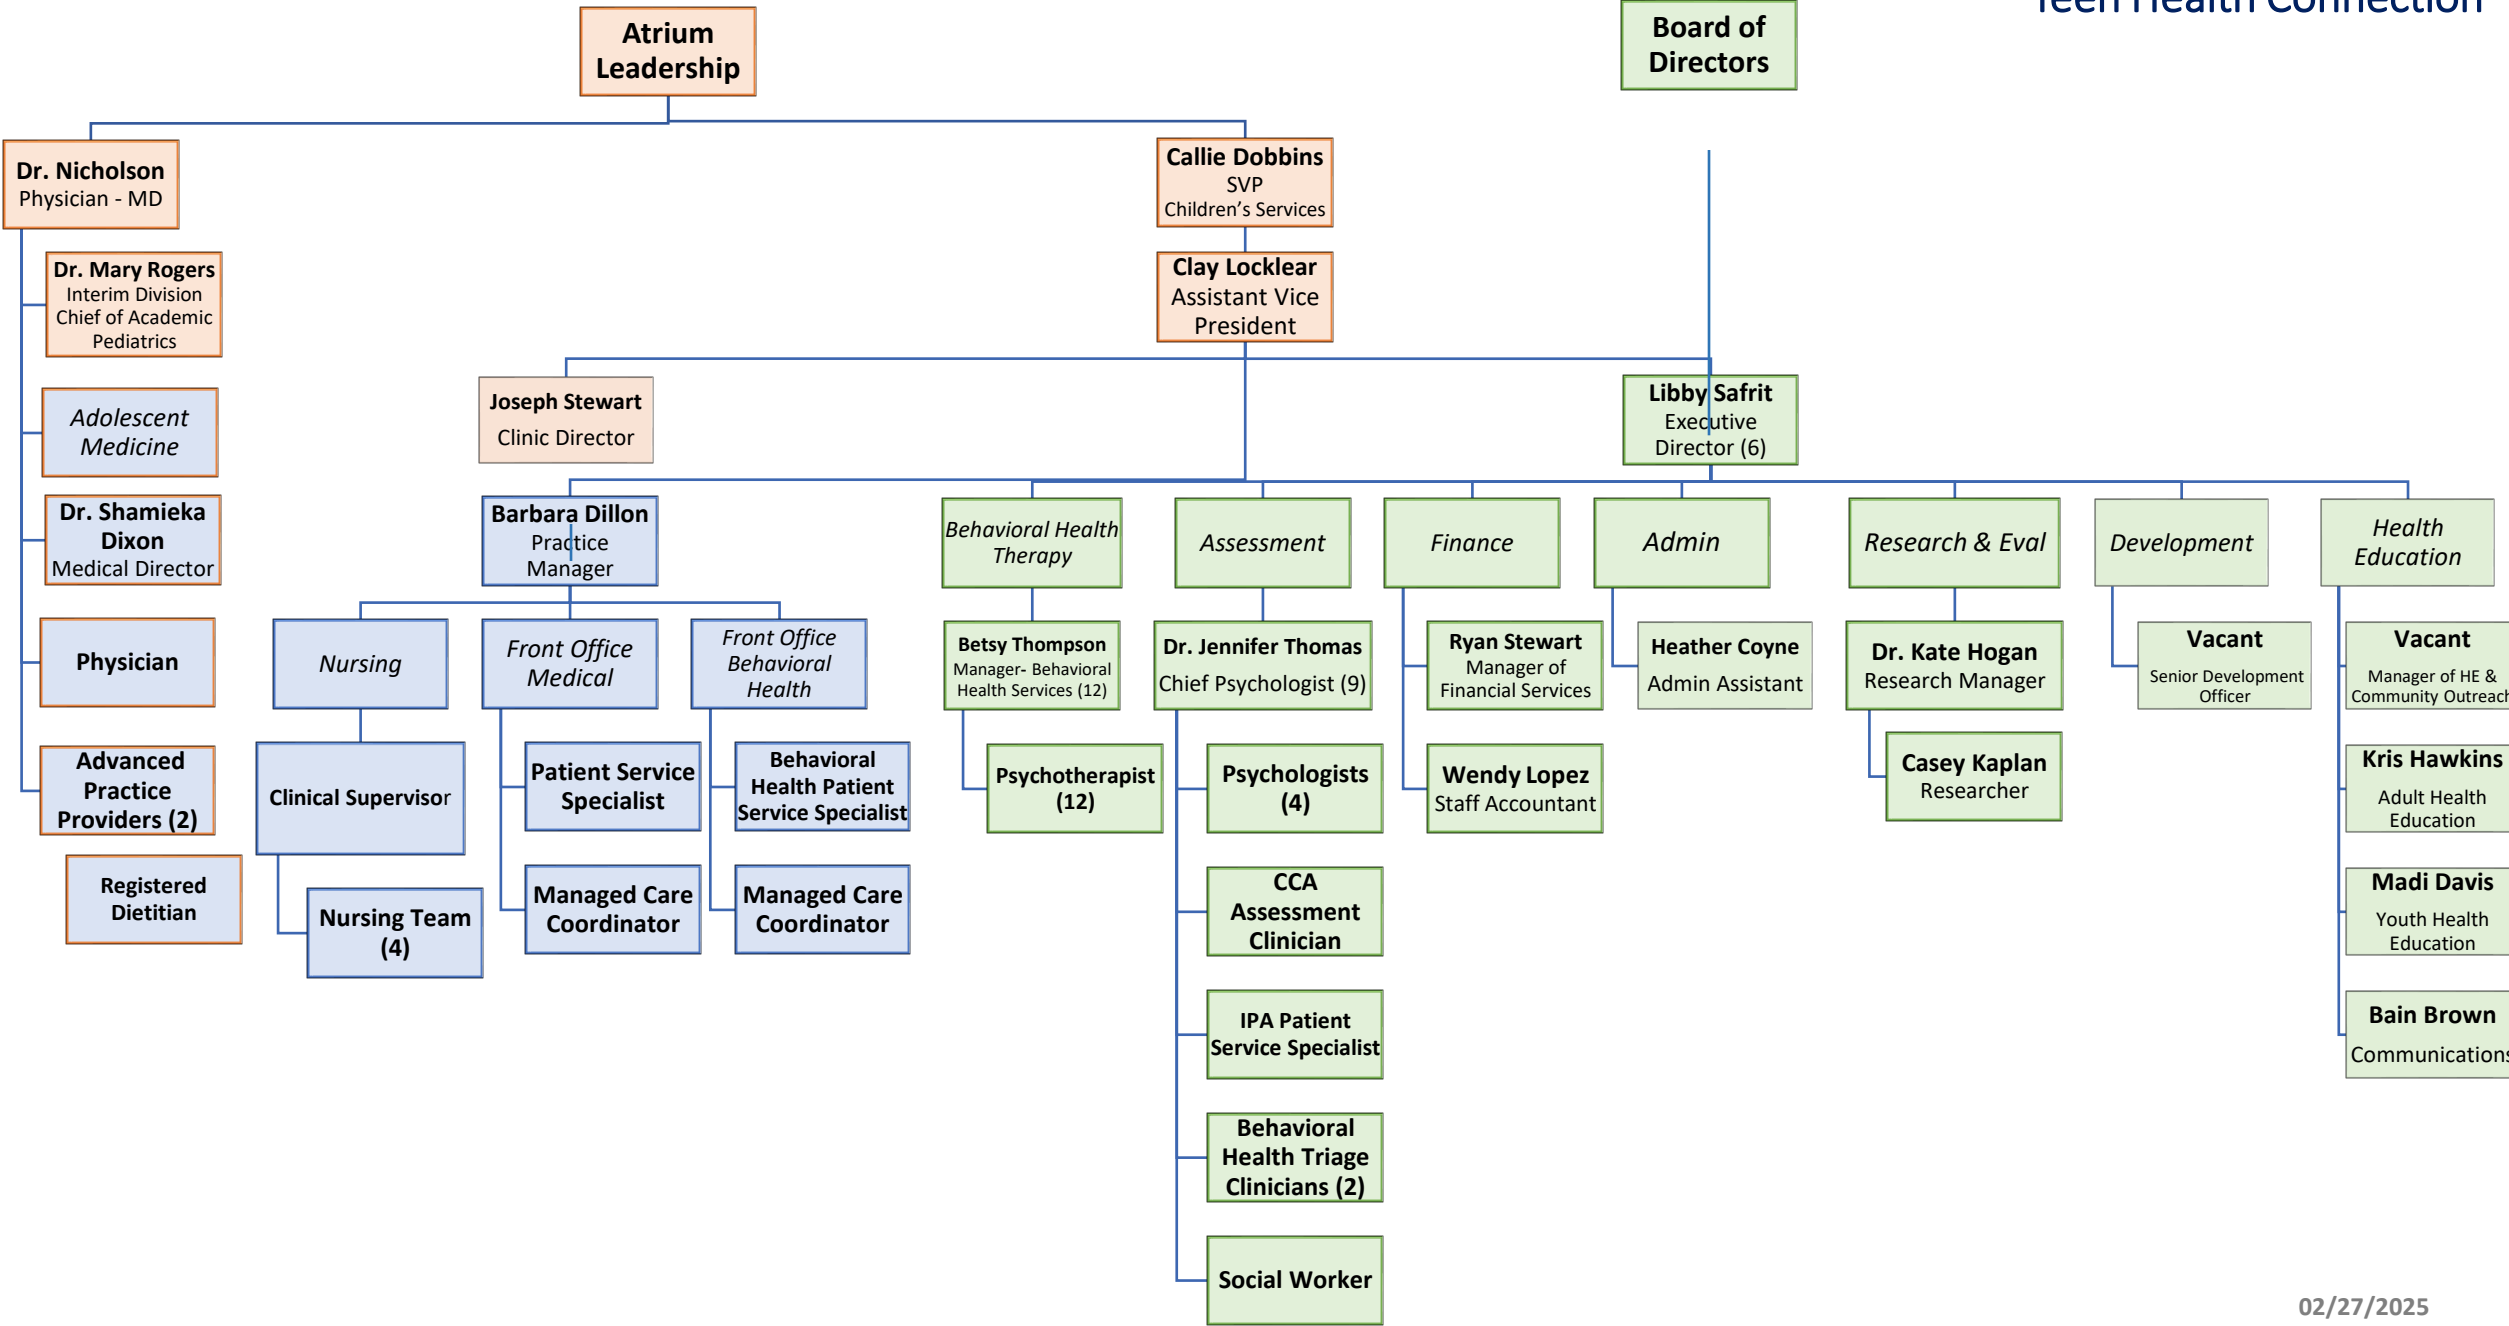 Teen Health Connection
Atrium
Leadership
Board of
Directors
Dr. Nicholson
Physician - MD
Callie Dobbins
SVP
Children’s Services
Dr. Mary Rogers
Interim Division
Chief of Academic
Pediatrics
Clay Locklear
Assistant Vice
President
Adolescent
Medicine
Joseph Stewart
Clinic Director
Libby Safrit
Executive
Director (6)
Dr. Shamieka
Dixon
Medical Director
Barbara Dillon
Practice
Manager
Behavioral Health
Therapy
Assessment
Finance
Admin
Research & Eval
Development
Health
Education
Physician
Nursing
Front Office
Medical
Front Office
Behavioral
Health
Betsy Thompson
Manager- Behavioral
Health Services (12)
Dr. Jennifer Thomas
Chief Psychologist (9)
Ryan Stewart
Manager of
Financial Services
Heather Coyne
Admin Assistant
Dr. Kate Hogan
Research Manager
Vacant
Senior Development
Officer
Vacant
Manager of HE &
Community Outreach
Advanced
Practice
Providers (2)
Clinical Supervisor
Patient Service
Specialist
Behavioral
Health Patient
Service Specialist
Psychotherapist
(12)
Psychologists
(4)
Wendy Lopez
Staff Accountant
Casey Kaplan
Researcher
Kris Hawkins
Adult Health
Education
Registered
Dietitian
Nursing Team
(4)
Managed Care
Coordinator
Managed Care
Coordinator
CCA
Assessment
Clinician
Madi Davis
Youth Health
Education
IPA Patient
Service Specialist
Bain Brown
Communications
Behavioral
Health Triage
Clinicians (2)
Social Worker
02/27/2025